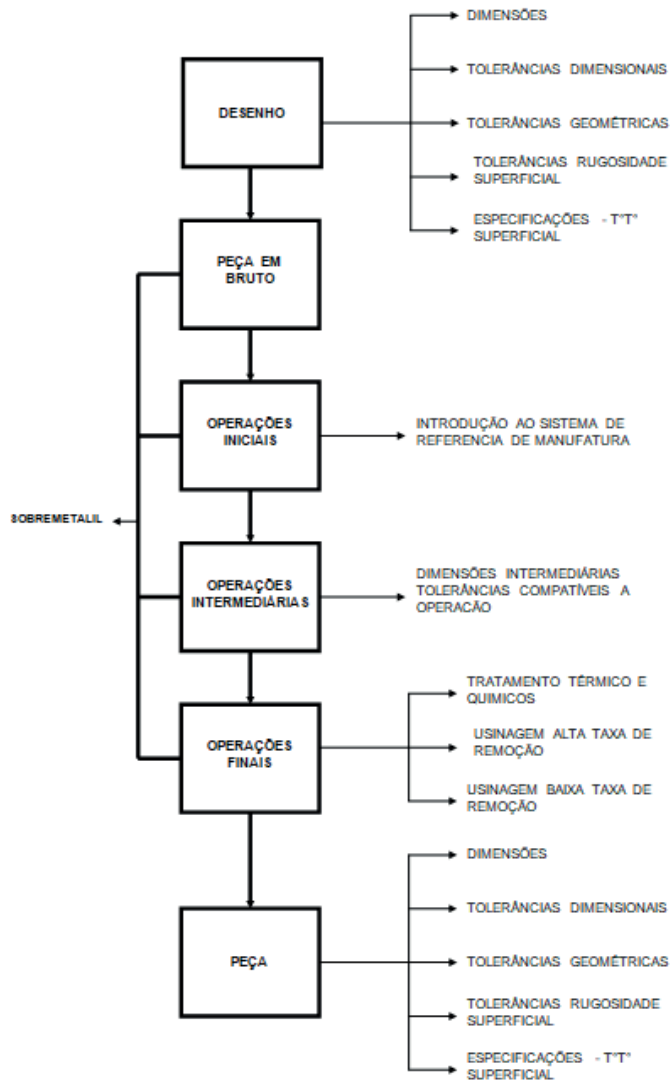 DIMENSÕES
TOLERÂNCIAS DIMENSIONAIS
DESENHO
TOLERÂNCIAS GEOMÉTRICAS
TOLERÂNCIAS RUGOSIDADE
SUPERFICIAL
ESPECIFICAÇÕES - T°T°
SUPERFICIAL
PEÇA EM
BRUTO
OPERAÇÕES
INICIAIS
INTRODUÇÃO AO SISTEMA DE
REFERENCIA DE MANUFATURA
SOBREMETALIL
OPERAÇÕES
INTERMEDIÁRIAS
DIMENSÕES INTERMEDIÁRIAS
TOLERÂNCIAS COMPATÍVEIS A
OPERACÃO
TRATAMENTO TÉRMICO E
QUIMICOS
OPERAÇÕES
FINAIS
USINAGEM ALTA TAXA DE
REMOÇÃO
USINAGEM BAIXA TAXA DE
REMOÇÃO
DIMENSÕES
TOLERÂNCIAS DIMENSIONAIS
PEÇA
TOLERÂNCIAS GEOMÉTRICAS
TOLERÂNCIAS RUGOSIDADE
SUPERFICIAL
ESPECIFICAÇÕES - T°T°
SUPERFICIAL